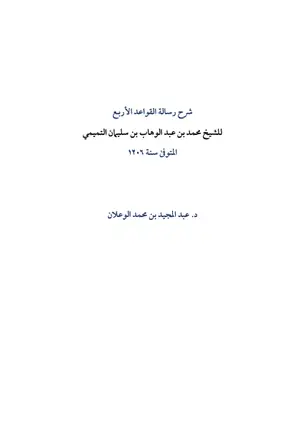 شرح رسالة القواعد الأربع
للشيخ محمد بن عبد الوهاب بن سليمان التميمي
المتوفى سنة ١٢٠٦
د. عبد المجيد بن محمد الوعلان